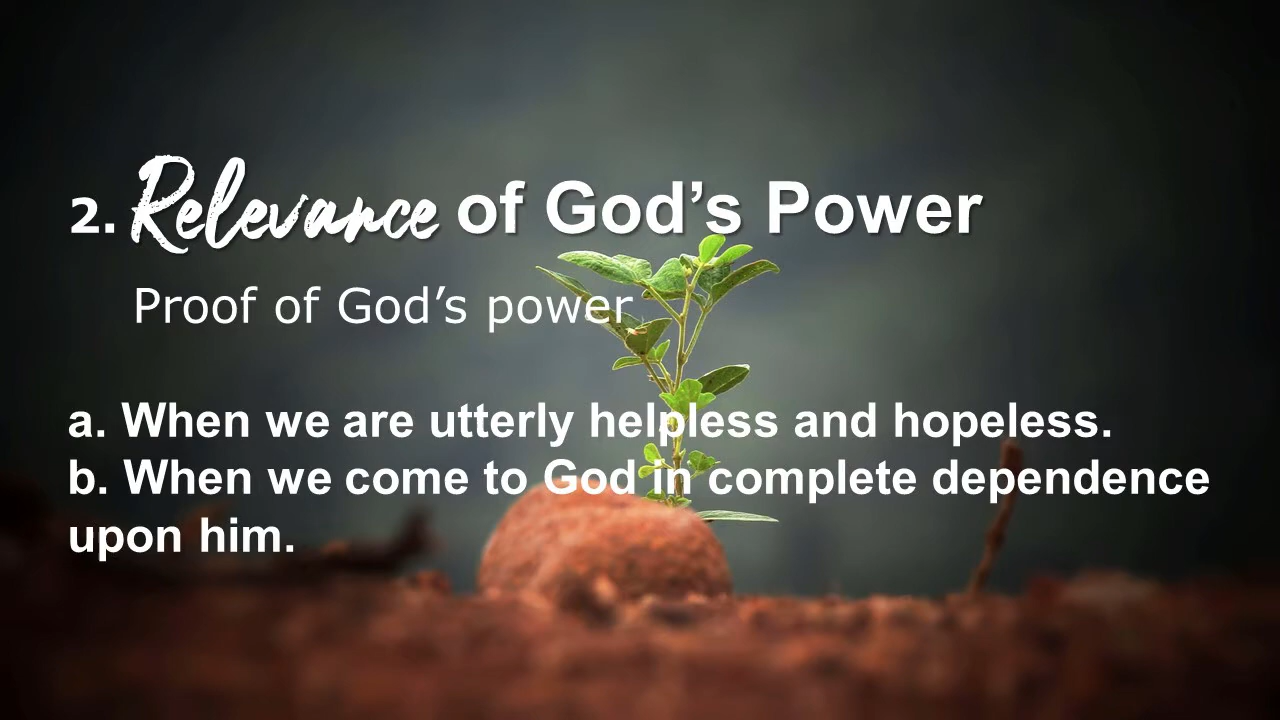 2. Relevance of God’s Power
Proof of God’s power
a. When we are utterly helpless and hopeless.
b. When we come to God in complete dependence
upon him.